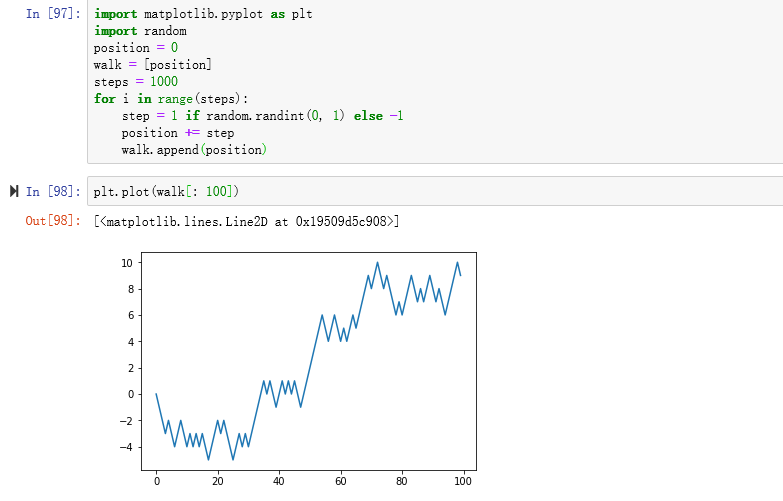 In [97]: import matplotlib.pyplot as plt
import random
position = 0
walk = [position]
steps = 1000
for i in range(steps):
    step = 1 if random.randint(0, 1) else -1
    position += step
    walk.append(position)
In [98]: plt.plot(walk[: 100])
Out[98]: [<matplotlib.lines.Line2D at 0x19509d5c908>]
10
8
6
4
2
0
−2
−4
0 20 40 60 80 100